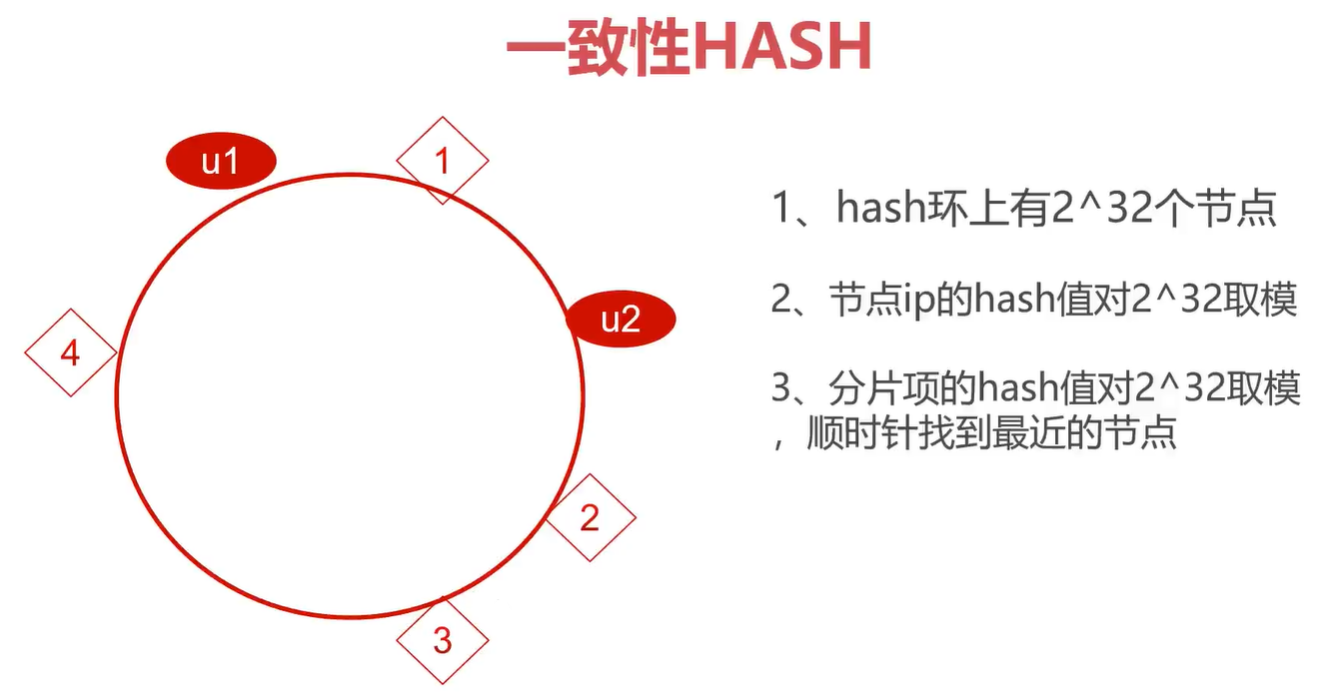 一致性HASH
u1
1
u2
4
2
3
1、hash环上有2^32个节点
2、节点ip的hash值对2^32取模
3、分片项的hash值对2^32取模
，顺时针找到最近的节点